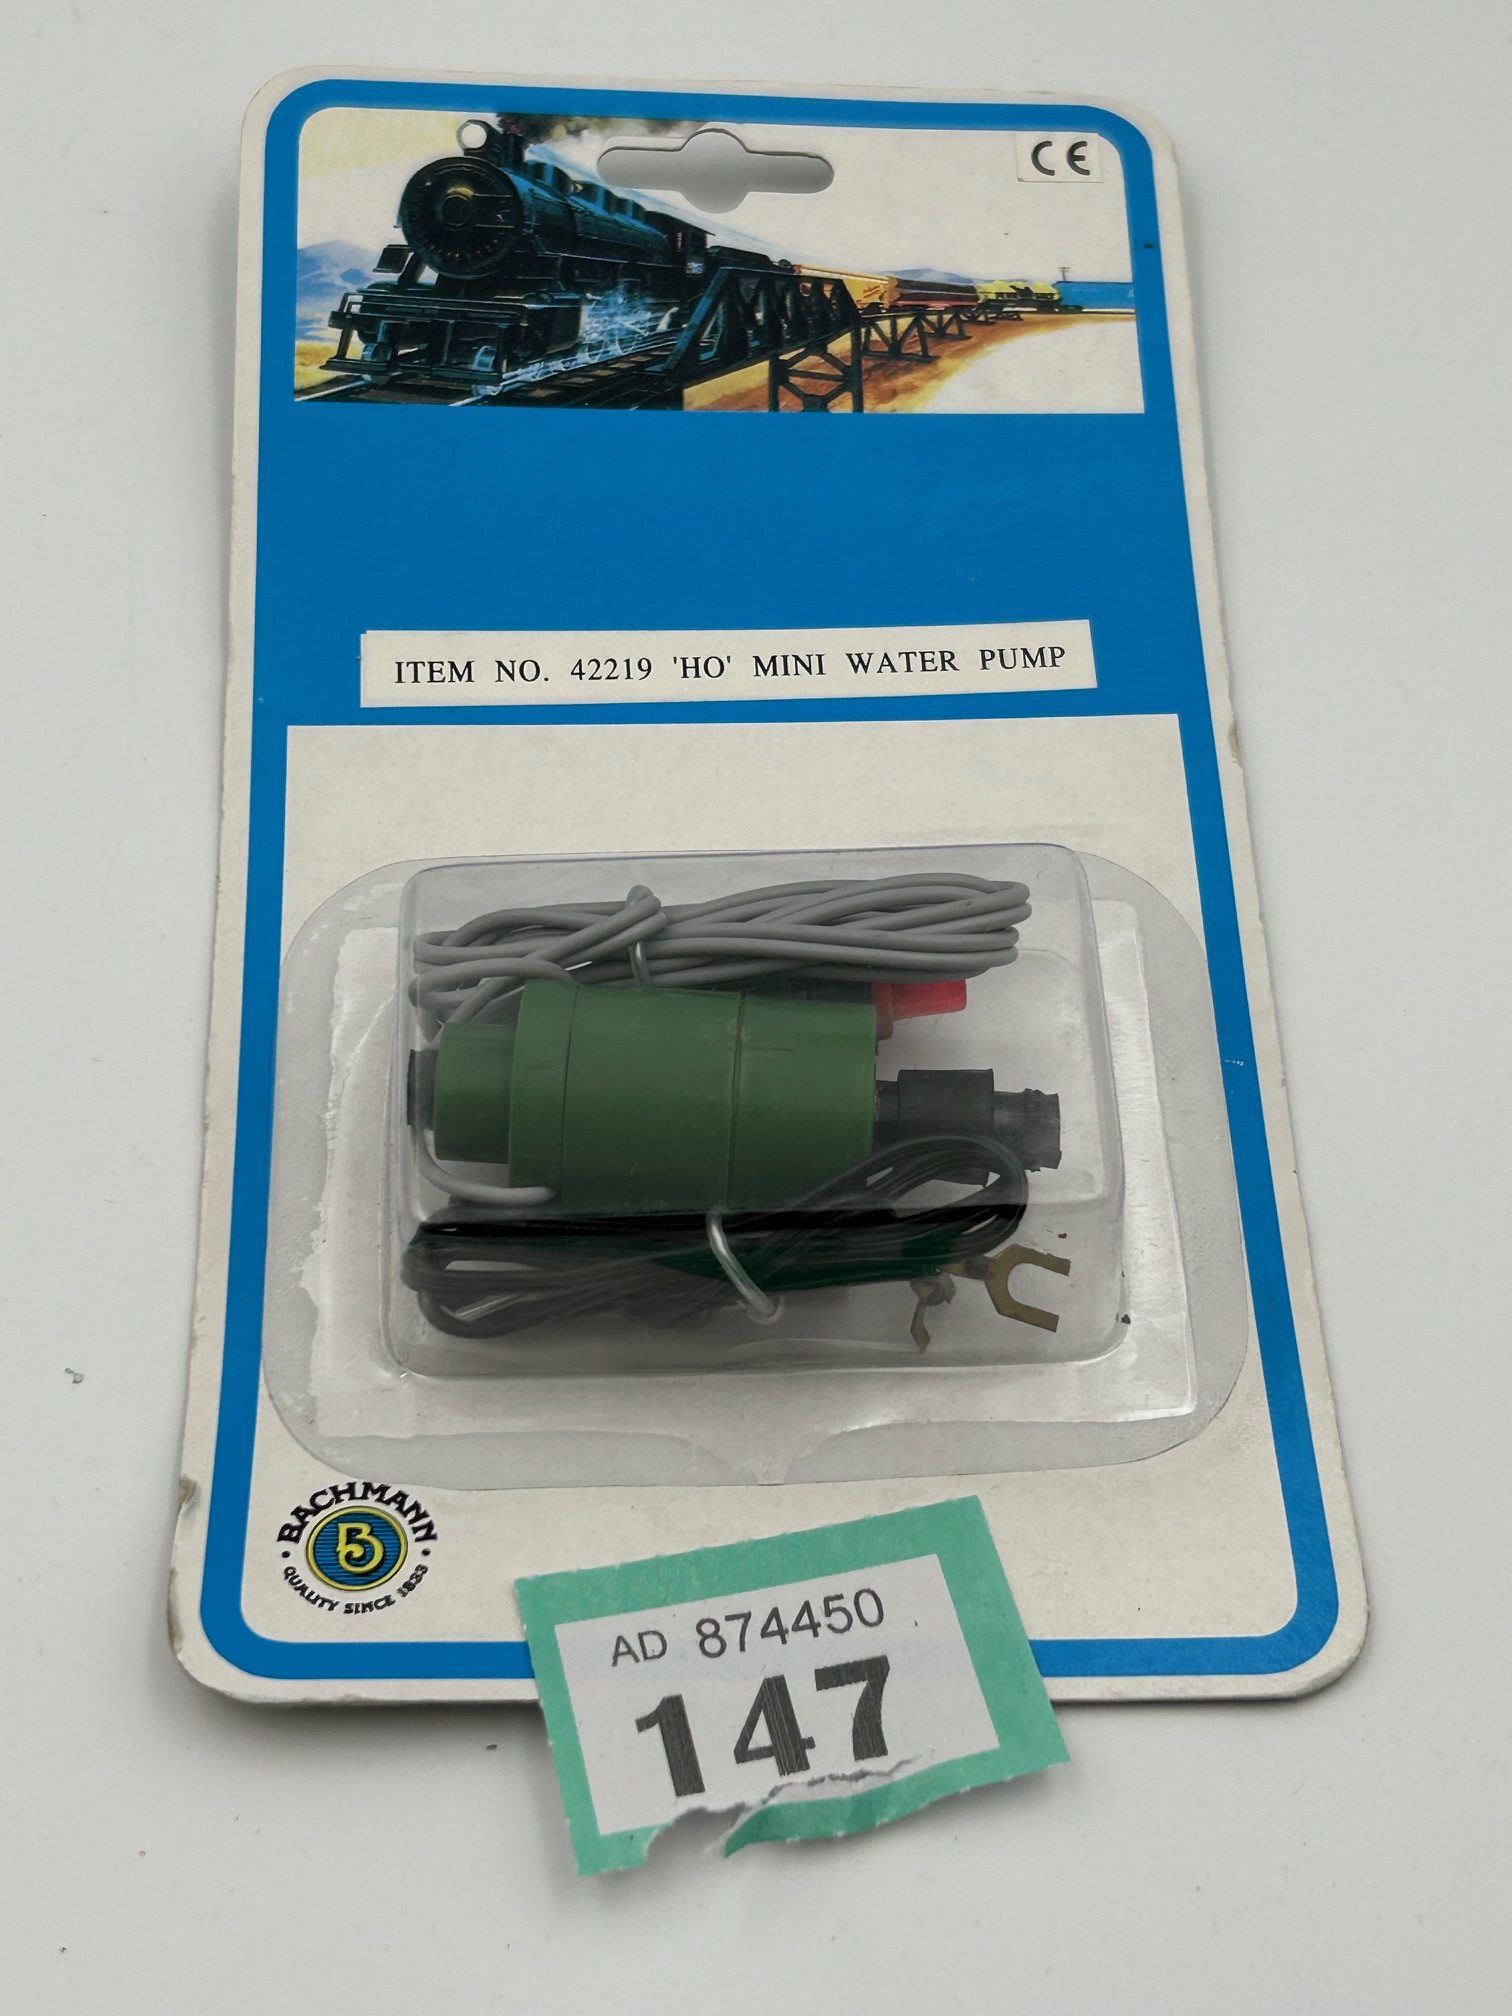 CE
ITEM NO. 42219 'HO' MINI WATER PUMP
BACHMANN
B
QUALITY SINCE 1833
AD 874450
147